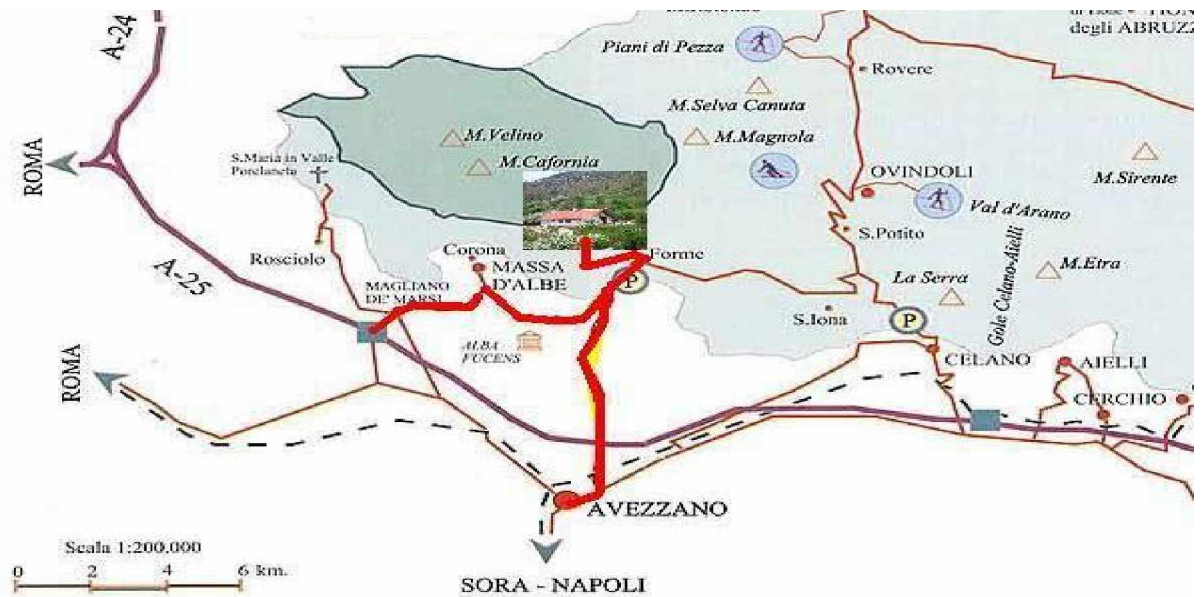 A-24
degli ABRUZZ
Piani di Pezza
Rovere
M.Selva Canuta
M.Velino
M.Magnola
ROMA
S.Maria in Valle
Porclaneta
M.Cafornia
OVINDOLI
M.Sirente
Val d'Arano
S.Potito
Rosciolo
Corona
Forme
A-25
MASSA
D'ALBE
La Serra
M.Etra
Gole Celano-Aielli
MAGLIANO
DE' MARSI
P
S.Iona
P
ALBA
FUCENS
CELANO
AIELLI
ROMA
CERCHIO
AVEZZANO
Scala 1:200.000
0 2 4 6 km.
SORA - NAPOLI